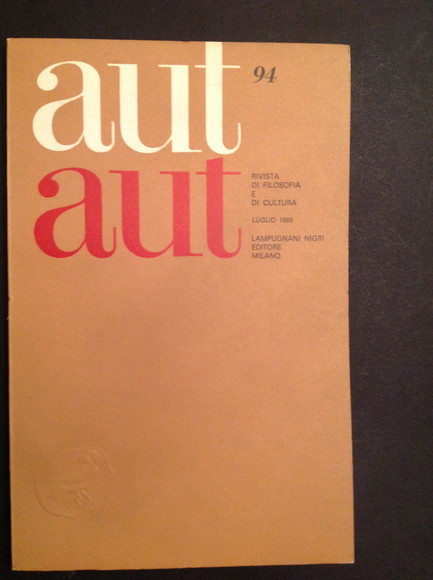 aut
94
aut
RIVISTA
DI FILOSOFIA
E
DI CULTURA
LUGLIO 1966
LAMPUGNANI NIGRI
EDITORE
MILANO